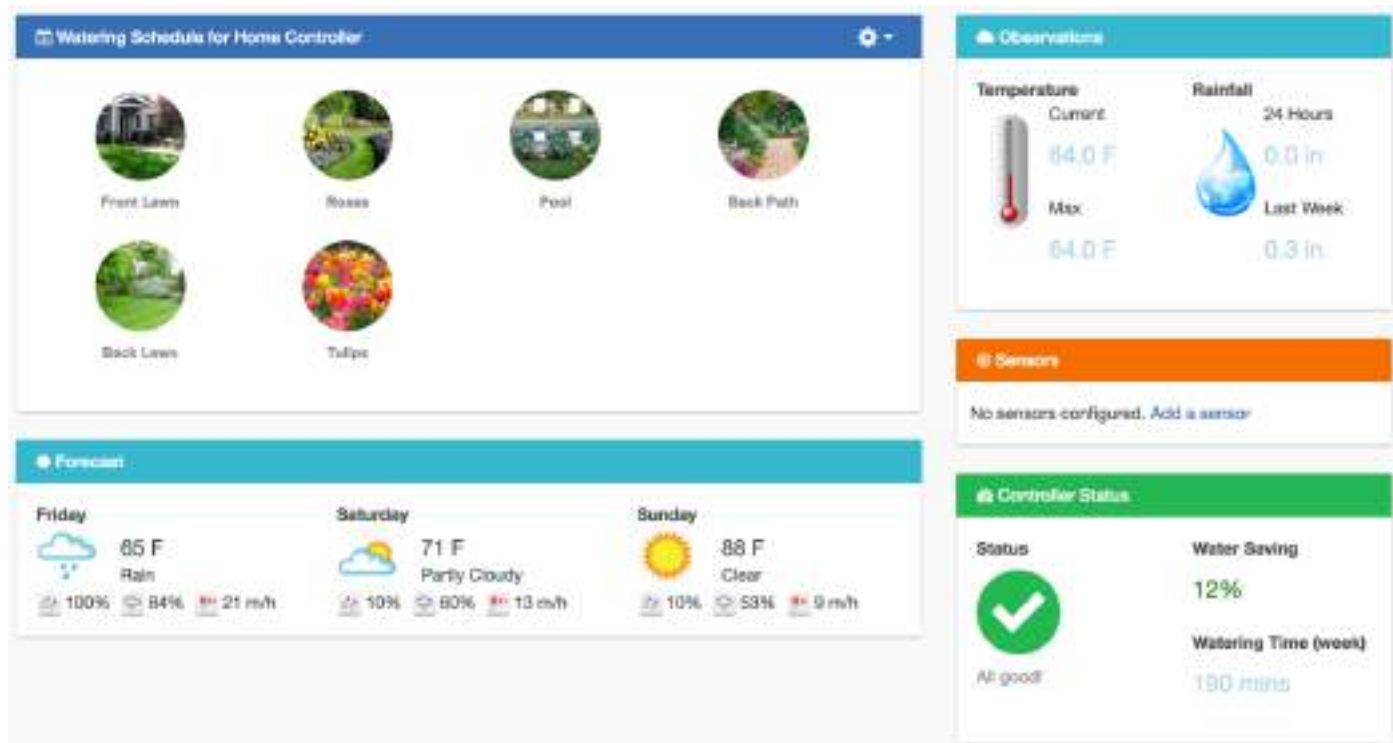 Watering Schedule for Home Controller
Front Lawn
Roses
Pool
Back Path
Back Lawn
Tulips
Forecast
Friday
65 F
Rain
100% 84% 21 m/h
Saturday
71 F
Partly Cloudy
10% 60% 13 m/h
Sunday
88 F
Clear
10% 53% 9 m/h
Observations
Temperature
Current
64.0 F
Max
64.0 F
Rainfall
24 Hours
0.0 in
Last Week
0.3 in
Sensors
No sensors configured. Add a sensor
Controller Status
Status
All good!
Water Saving
12%
Watering Time (week)
190 mins